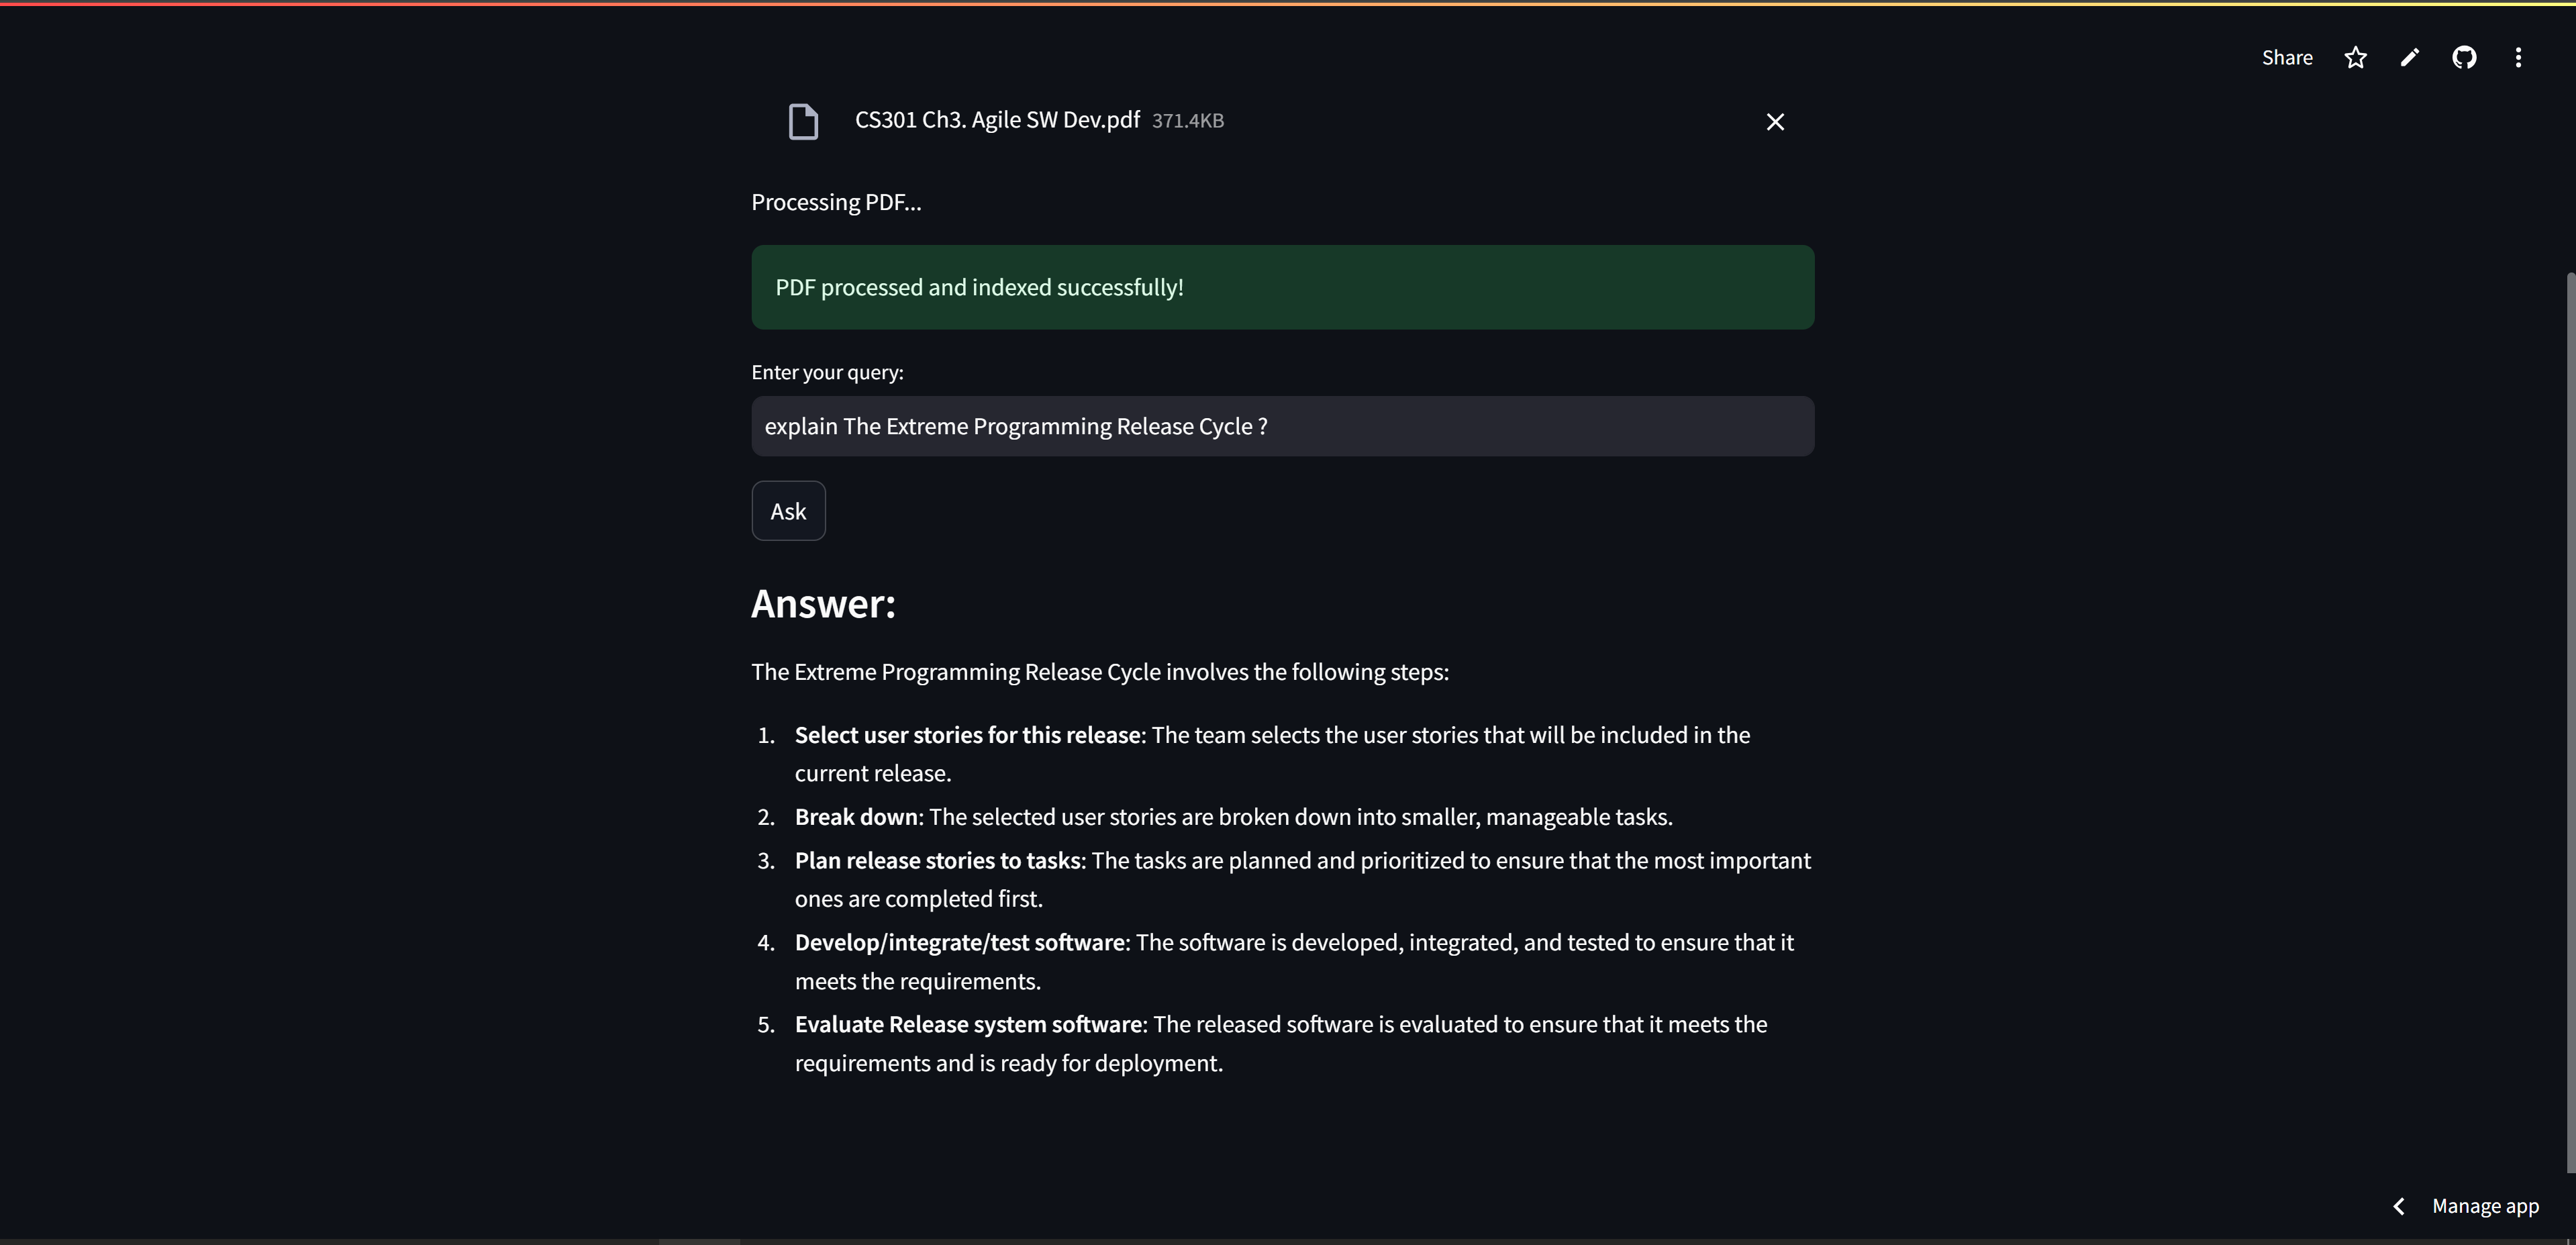 Share
CS301 Ch3. Agile SW Dev.pdf 371.4KB
Processing PDF...
PDF processed and indexed successfully!
Enter your query:
explain The Extreme Programming Release Cycle ?
Ask
Answer:
The Extreme Programming Release Cycle involves the following steps:
1. Select user stories for this release: The team selects the user stories that will be included in the
current release.
2. Break down: The selected user stories are broken down into smaller, manageable tasks.
3. Plan release stories to tasks: The tasks are planned and prioritized to ensure that the most important
ones are completed first.
4. Develop/integrate/test software: The software is developed, integrated, and tested to ensure that it
meets the requirements.
5. Evaluate Release system software: The released software is evaluated to ensure that it meets the
requirements and is ready for deployment.
Manage app